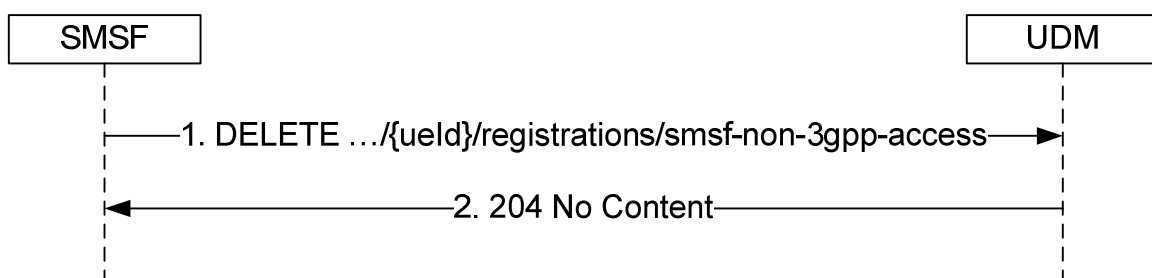 SMSF
UDM
1. DELETE …/{ueId}/registrations/smsf-non-3gpp-access
2. 204 No Content